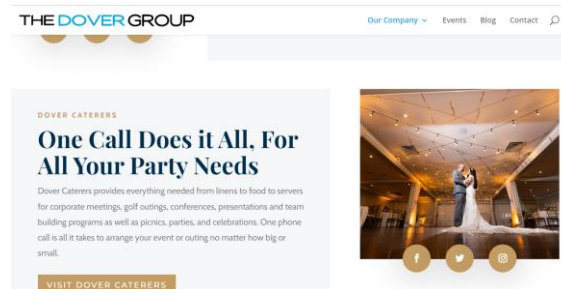 THE DOVER GROUP
Our Company Events Blog Contact
DOVER CATERERS
One Call Does it All, For
All Your Party Needs
Dover Caterers provides everything needed from linens to food to servers
for corporate meetings, golf outings, conferences, presentations and team
building programs as well as picnics, parties, and celebrations. One phone
call is all it takes to arrange your event or outing no matter how big or
small.
VISIT DOVER CATERERS